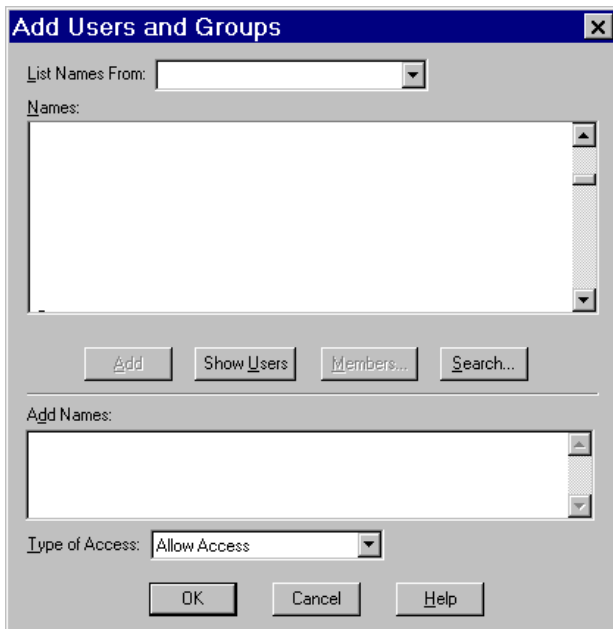 Add Users and Groups
List Names From:
Names:
Add Show Users Members... Search...
Add Names:
Type of Access: Allow Access
OK Cancel Help